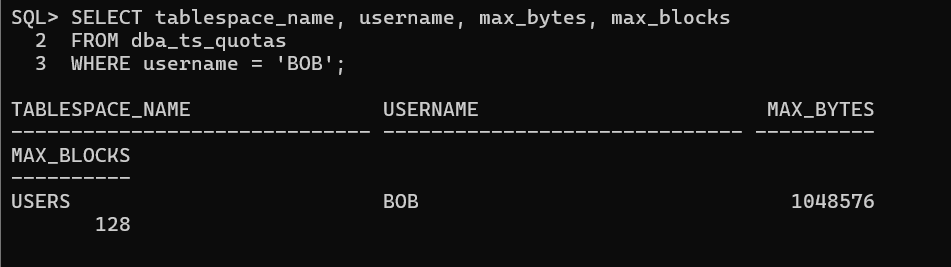 SQL> SELECT tablespace_name, username, max_bytes, max_blocks
  2  FROM dba_ts_quotas
  3  WHERE username = 'BOB';

TABLESPACE_NAME                USERNAME                        MAX_BYTES
------------------------------ ------------------------------ ----------
MAX_BLOCKS
----------
USERS                          BOB                               1048576
       128